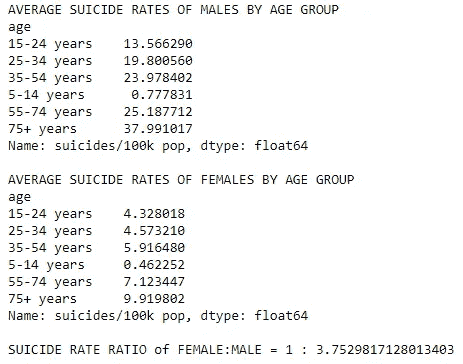 AVERAGE SUICIDE RATES OF MALES BY AGE GROUP
age
15-24 years    13.566290
25-34 years    19.800560
35-54 years    23.978402
5-14 years      0.777831
55-74 years    25.187712
75+ years      37.991017
Name: suicides/100k pop, dtype: float64

AVERAGE SUICIDE RATES OF FEMALES BY AGE GROUP
age
15-24 years    4.328018
25-34 years    4.573210
35-54 years    5.916480
5-14 years     0.462252
55-74 years    7.123447
75+ years      9.919802
Name: suicides/100k pop, dtype: float64

SUICIDE RATE RATIO of FEMALE:MALE = 1 : 3.7529817128013403